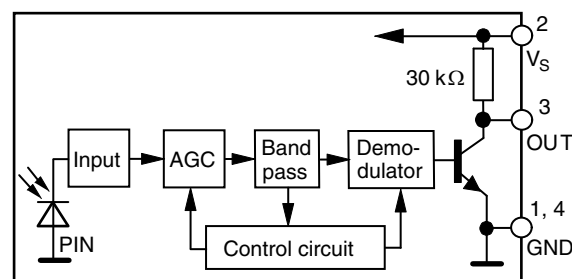 2
V_S
30 kΩ
3
OUT
Input
AGC
Band
pass
Demo-
dulator
1, 4
GND
PIN
Control circuit